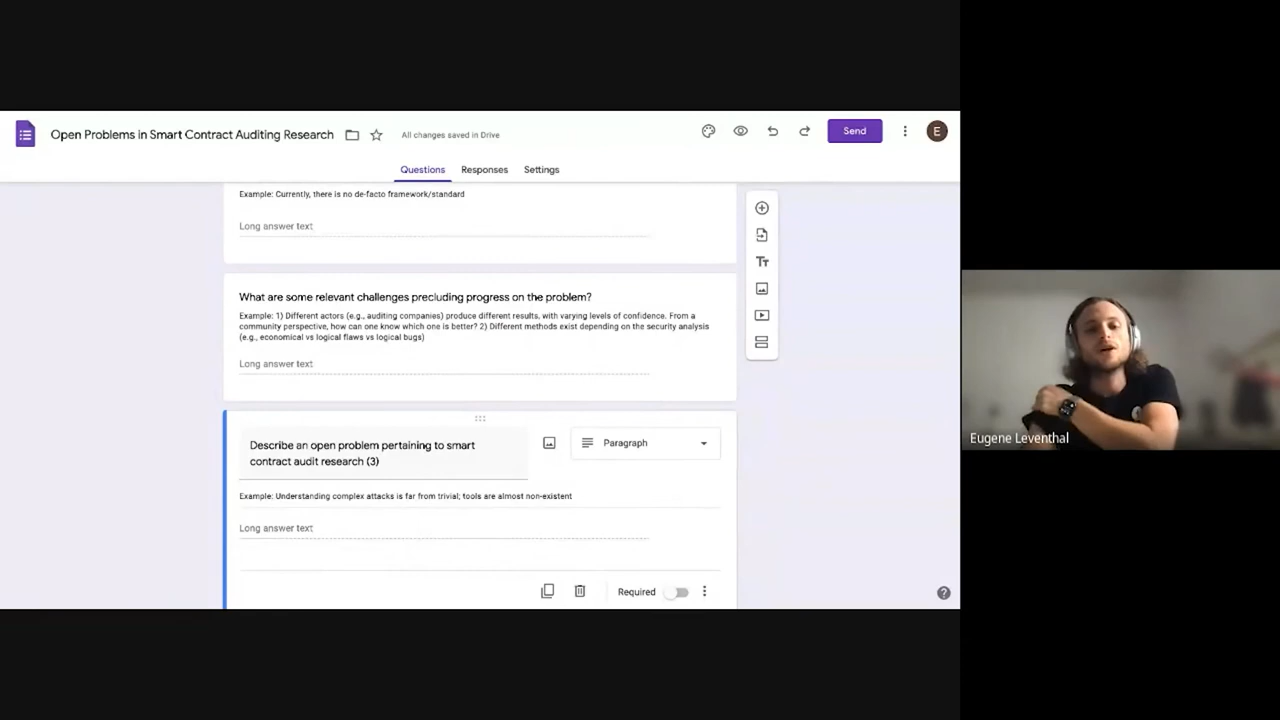 Open Problems in Smart Contract Auditing Research
All changes saved in Drive
Send
E
Questions
Responses
Settings
Example: Currently, there is no de-facto framework/standard
Long answer text
What are some relevant challenges precluding progress on the problem?
Example: 1) Different actors (e.g., auditing companies) produce different results, with varying levels of confidence. From a
community perspective, how can one know which one is better? 2) Different methods exist depending on the security analysis
(e.g., economical vs logical flaws vs logical bugs)
Long answer text
Describe an open problem pertaining to smart
contract audit research (3)
Paragraph
Example: Understanding complex attacks is far from trivial; tools are almost non-existent
Long answer text
Required
Tт
Eugene Leventhal